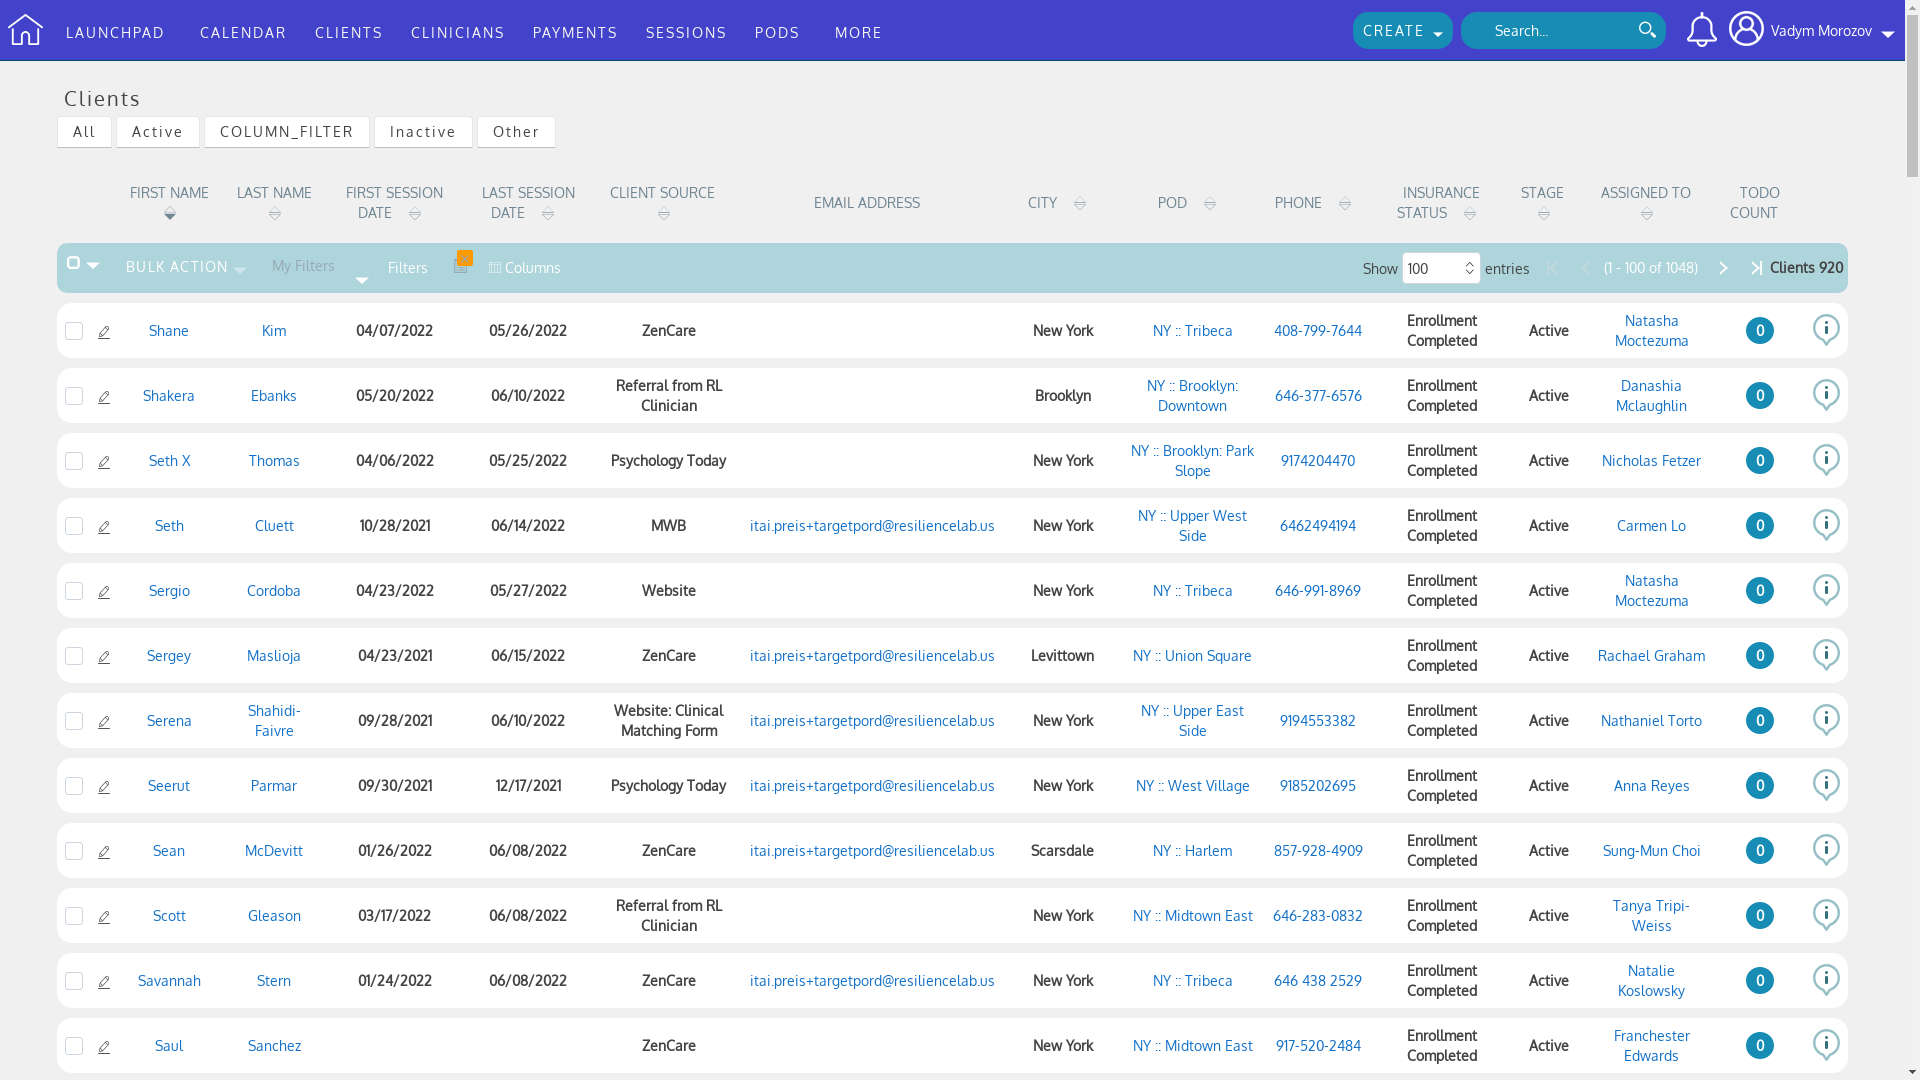 LAUNCHPAD CALENDAR CLIENTS CLINICIANS PAYMENTS SESSIONS PODS MORE CREATE Search... Vadym Morozov
Clients
All Active COLUMN_FILTER Inactive Other
FIRST NAME LAST NAME FIRST SESSION DATE LAST SESSION DATE CLIENT SOURCE EMAIL ADDRESS CITY POD PHONE INSURANCE STATUS STAGE ASSIGNED TO TODO COUNT
BULK ACTION My Filters Filters Columns Show 100 entries (1 - 100 of 1048) Clients 920
Shane Kim 04/07/2022 05/26/2022 ZenCare New York NY :: Tribeca 408-799-7644 Enrollment Completed Active Natasha Moctezuma 0
Shakera Ebanks 05/20/2022 06/10/2022 Referral from RL Clinician Brooklyn NY :: Brooklyn: Downtown 646-377-6576 Enrollment Completed Active Danashia Mclaughlin 0
Seth X Thomas 04/06/2022 05/25/2022 Psychology Today New York NY :: Brooklyn: Park Slope 9174204470 Enrollment Completed Active Nicholas Fetzer 0
Seth Cluett 10/28/2021 06/14/2022 MWB itai.preis+targetpord@resiliencelab.us New York NY :: Upper West Side 6462494194 Enrollment Completed Active Carmen Lo 0
Sergio Cordoba 04/23/2022 05/27/2022 Website New York NY :: Tribeca 646-991-8969 Enrollment Completed Active Natasha Moctezuma 0
Sergey Maslioja 04/23/2021 06/15/2022 ZenCare itai.preis+targetpord@resiliencelab.us Levittown NY :: Union Square Enrollment Completed Active Rachael Graham 0
Serena Shahidi-Faivre 09/28/2021 06/10/2022 Website: Clinical Matching Form itai.preis+targetpord@resiliencelab.us New York NY :: Upper East Side 9194553382 Enrollment Completed Active Nathaniel Torto 0
Seerut Parmar 09/30/2021 12/17/2021 Psychology Today itai.preis+targetpord@resiliencelab.us New York NY :: West Village 9185202695 Enrollment Completed Active Anna Reyes 0
Sean McDevitt 01/26/2022 06/08/2022 ZenCare itai.preis+targetpord@resiliencelab.us Scarsdale NY :: Harlem 857-928-4909 Enrollment Completed Active Sung-Mun Choi 0
Scott Gleason 03/17/2022 06/08/2022 Referral from RL Clinician New York NY :: Midtown East 646-283-0832 Enrollment Completed Active Tanya Tripi-Weiss 0
Savannah Stern 01/24/2022 06/08/2022 ZenCare itai.preis+targetpord@resiliencelab.us New York NY :: Tribeca 646 438 2529 Enrollment Completed Active Natalie Koslowsky 0
Saul Sanchez ZenCare New York NY :: Midtown East 917-520-2484 Enrollment Completed Active Franchester Edwards 0